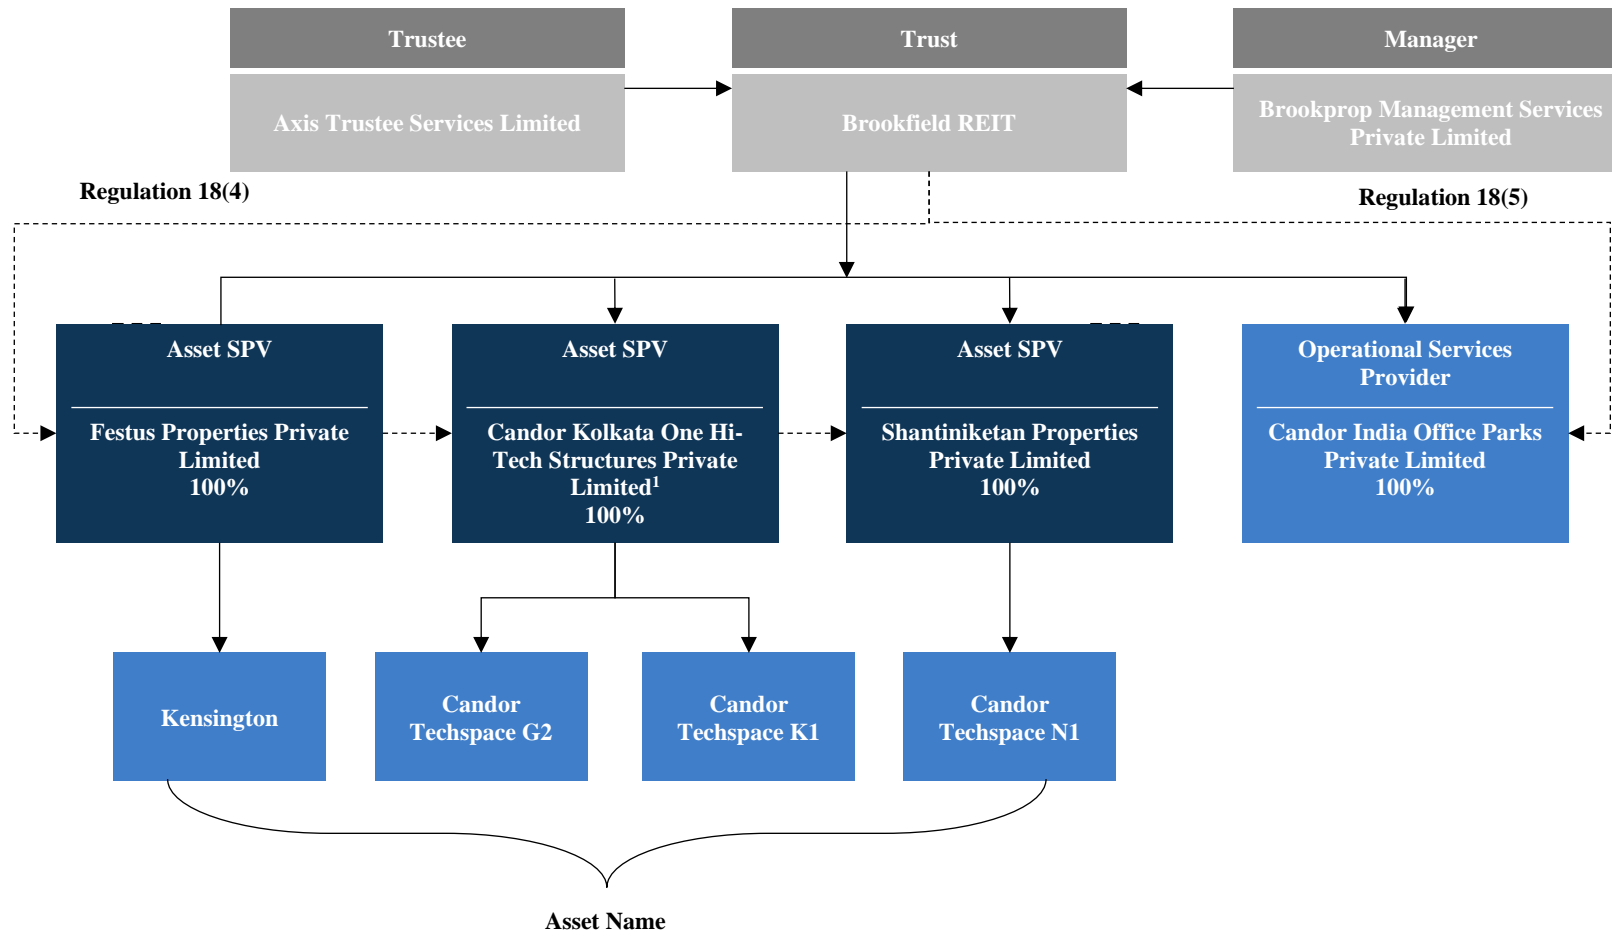 Trustee
Trust
Manager
Axis Trustee Services Limited
Brookfield REIT
Brookprop Management Services
Private Limited
Regulation 18(4)
Regulation 18(5)
Asset SPV
Festus Properties Private
Limited
100%
Asset SPV
Candor Kolkata One Hi-
Tech Structures Private
Limited¹
100%
Asset SPV
Shantiniketan Properties
Private Limited
100%
Operational Services
Provider
Candor India Office Parks
Private Limited
100%
Kensington
Candor
Techspace G2
Candor
Techspace K1
Candor
Techspace N1
Asset Name